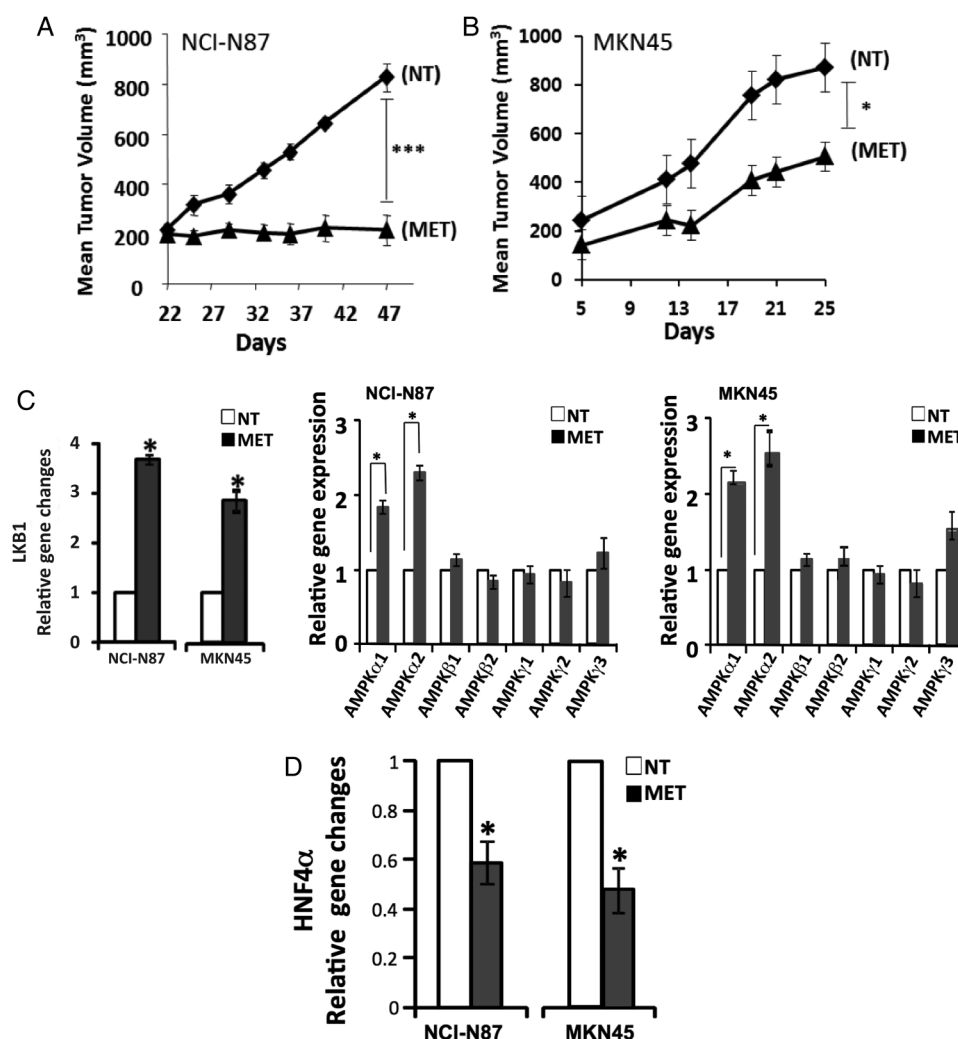 A
NCI-N87
Mean Tumor Volume (mm³)
1000
800
600
400
200
0
(NT)
***
(MET)
22 27 32 37 42 47
Days
B
MKN45
Mean Tumor Volume (mm³)
1000
800
600
400
200
0
(NT)
*
(MET)
5 9 13 17 21 25
Days
C
NT
MET
LKB1
Relative gene changes
4
3
2
1
0
* *
NCI-N87 MKN45
NCI-N87
NT
MET
Relative gene expression
3
2
1
0
* *
AMPKα1 AMPKα2 AMPKβ1 AMPKβ2 AMPKγ1 AMPKγ2 AMPKγ3
MKN45
NT
MET
Relative gene expression
3
2
1
0
* *
AMPKα1 AMPKα2 AMPKβ1 AMPKβ2 AMPKγ1 AMPKγ2 AMPKγ3
D
NT
MET
HNF4α
Relative gene changes
1
0.8
0.6
0.4
0.2
0
* *
NCI-N87 MKN45